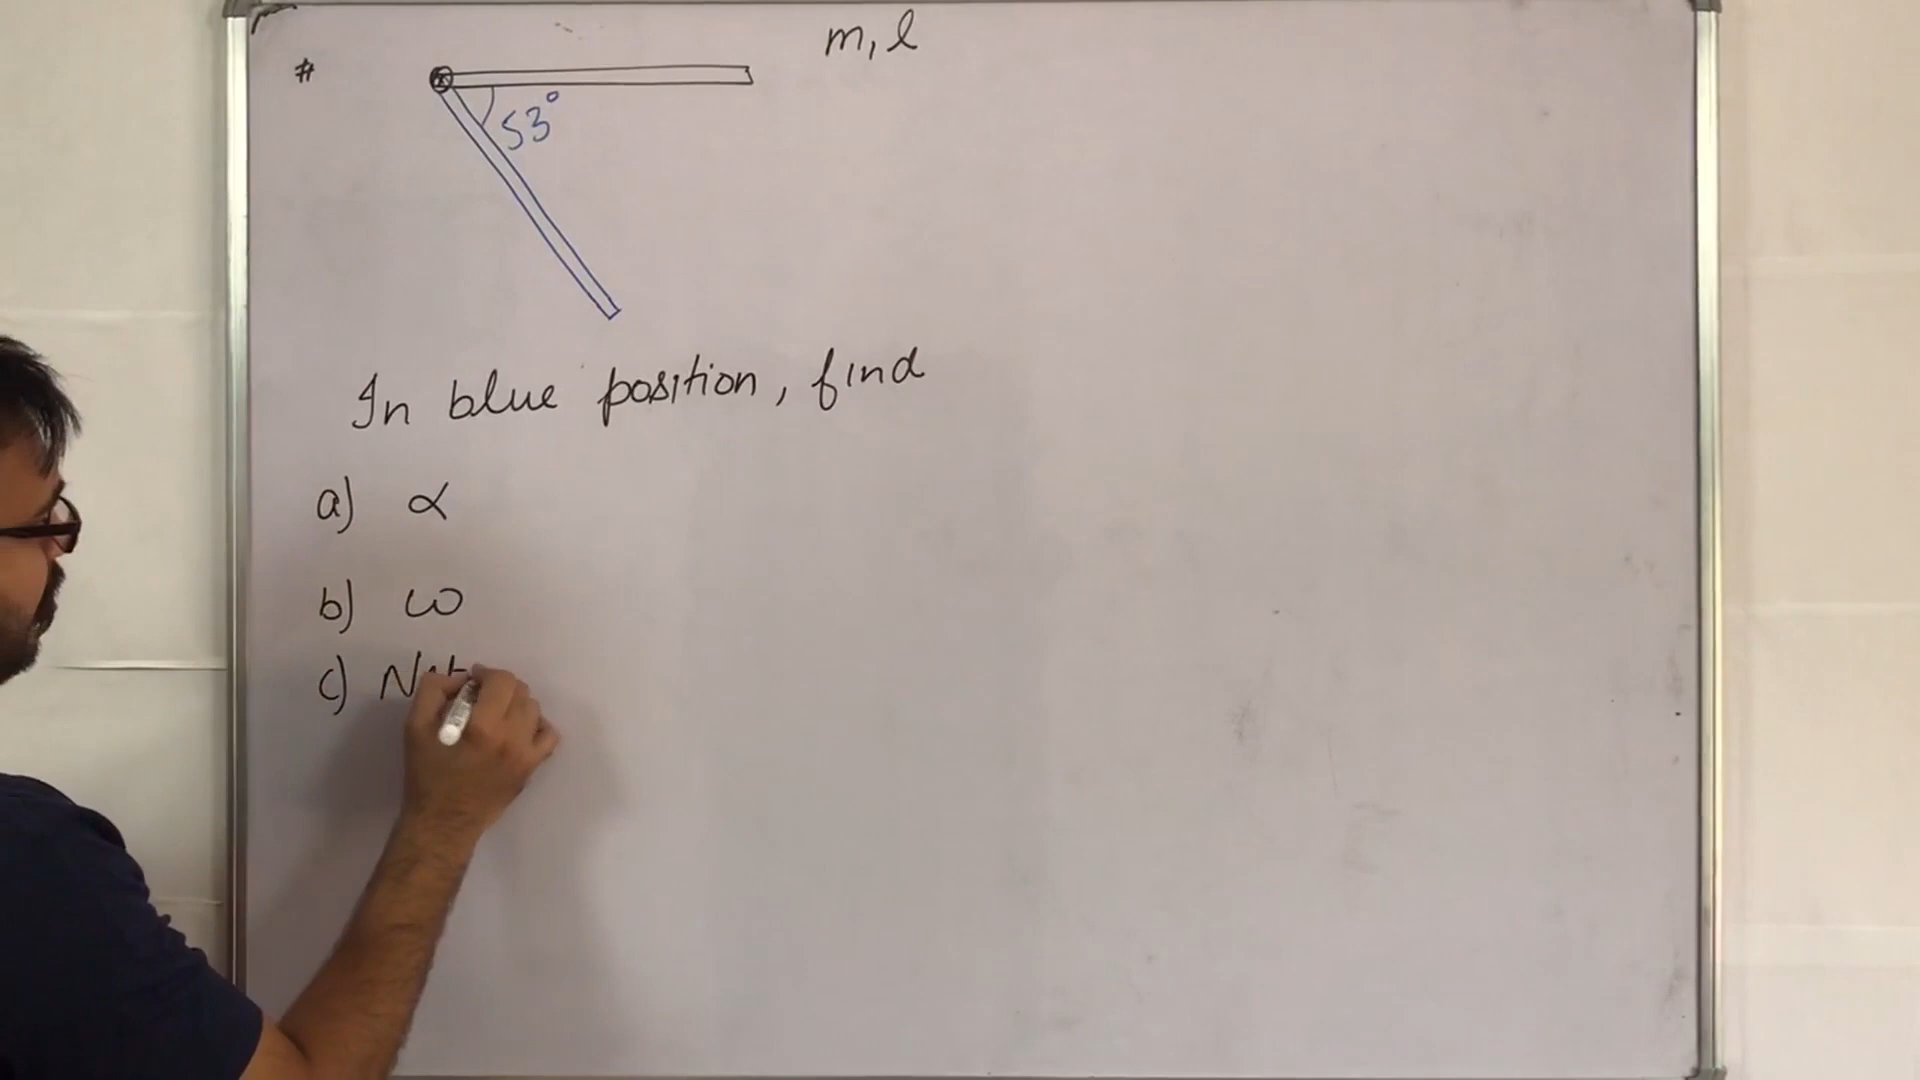 m, l
#
53°
In blue position, find
a) α
b) ω
c)